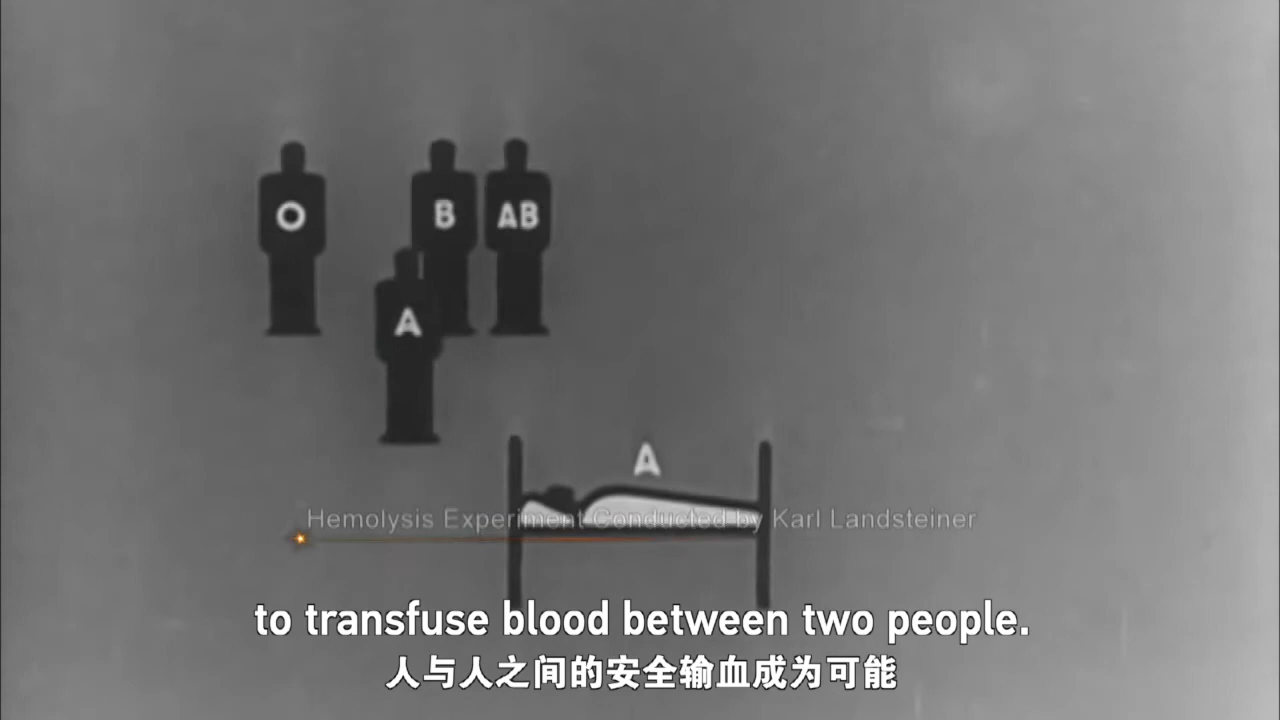 O
B
AB
A
A
Hemolysis Experiment Conducted by Karl Landsteiner
to transfuse blood between two people.
人与人之间的安全输血成为可能